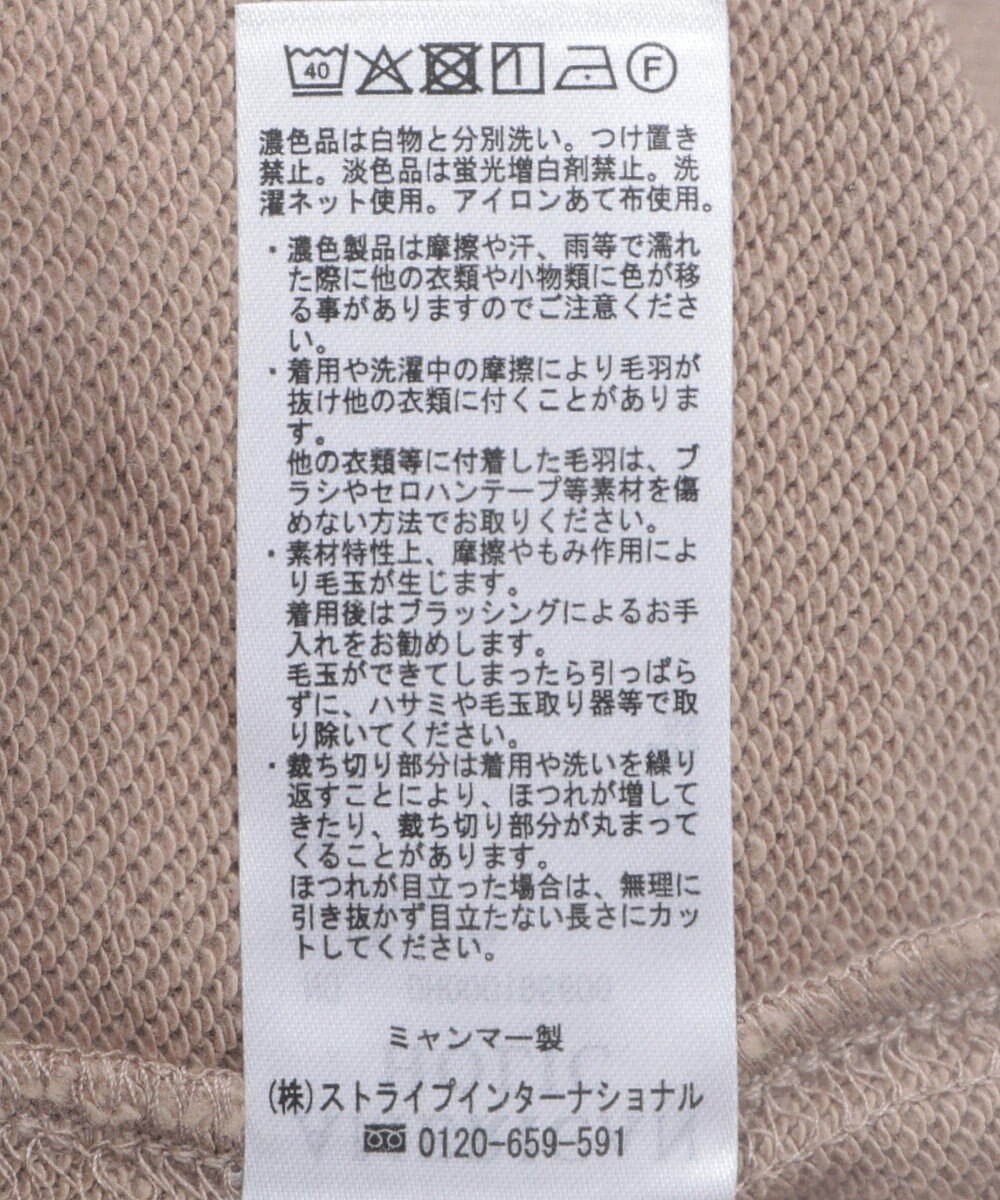 40 F
濃色品は白物と分別洗い。つけ置き
禁止。淡色品は蛍光増白剤禁止。洗
濯ネット使用。アイロンあて布使用。
・濃色製品は摩擦や汗、雨等で濡れ
た際に他の衣類や小物類に色が移
る事がありますのでご注意くださ
い。
・着用や洗濯中の摩擦により毛羽が
抜け他の衣類に付くことがありま
す。
他の衣類等に付着した毛羽は、ブ
ラシやセロハンテープ等素材を傷
めない方法でお取りください。
・素材特性上、摩擦やもみ作用によ
り毛玉が生じます。
着用後はブラッシングによるお手
入れをお勧めします。
毛玉ができてしまったら引っぱら
ずに、ハサミや毛玉取り器等で取
り除いてください。
・裁ち切り部分は着用や洗いを繰り
返すことにより、ほつれが増して
きたり、裁ち切り部分が丸まって
くることがあります。
ほつれが目立った場合は、無理に
引き抜かず目立たない長さにカッ
トしてください。
ミャンマー製
(株)ストライプインターナショナル
0120-659-591